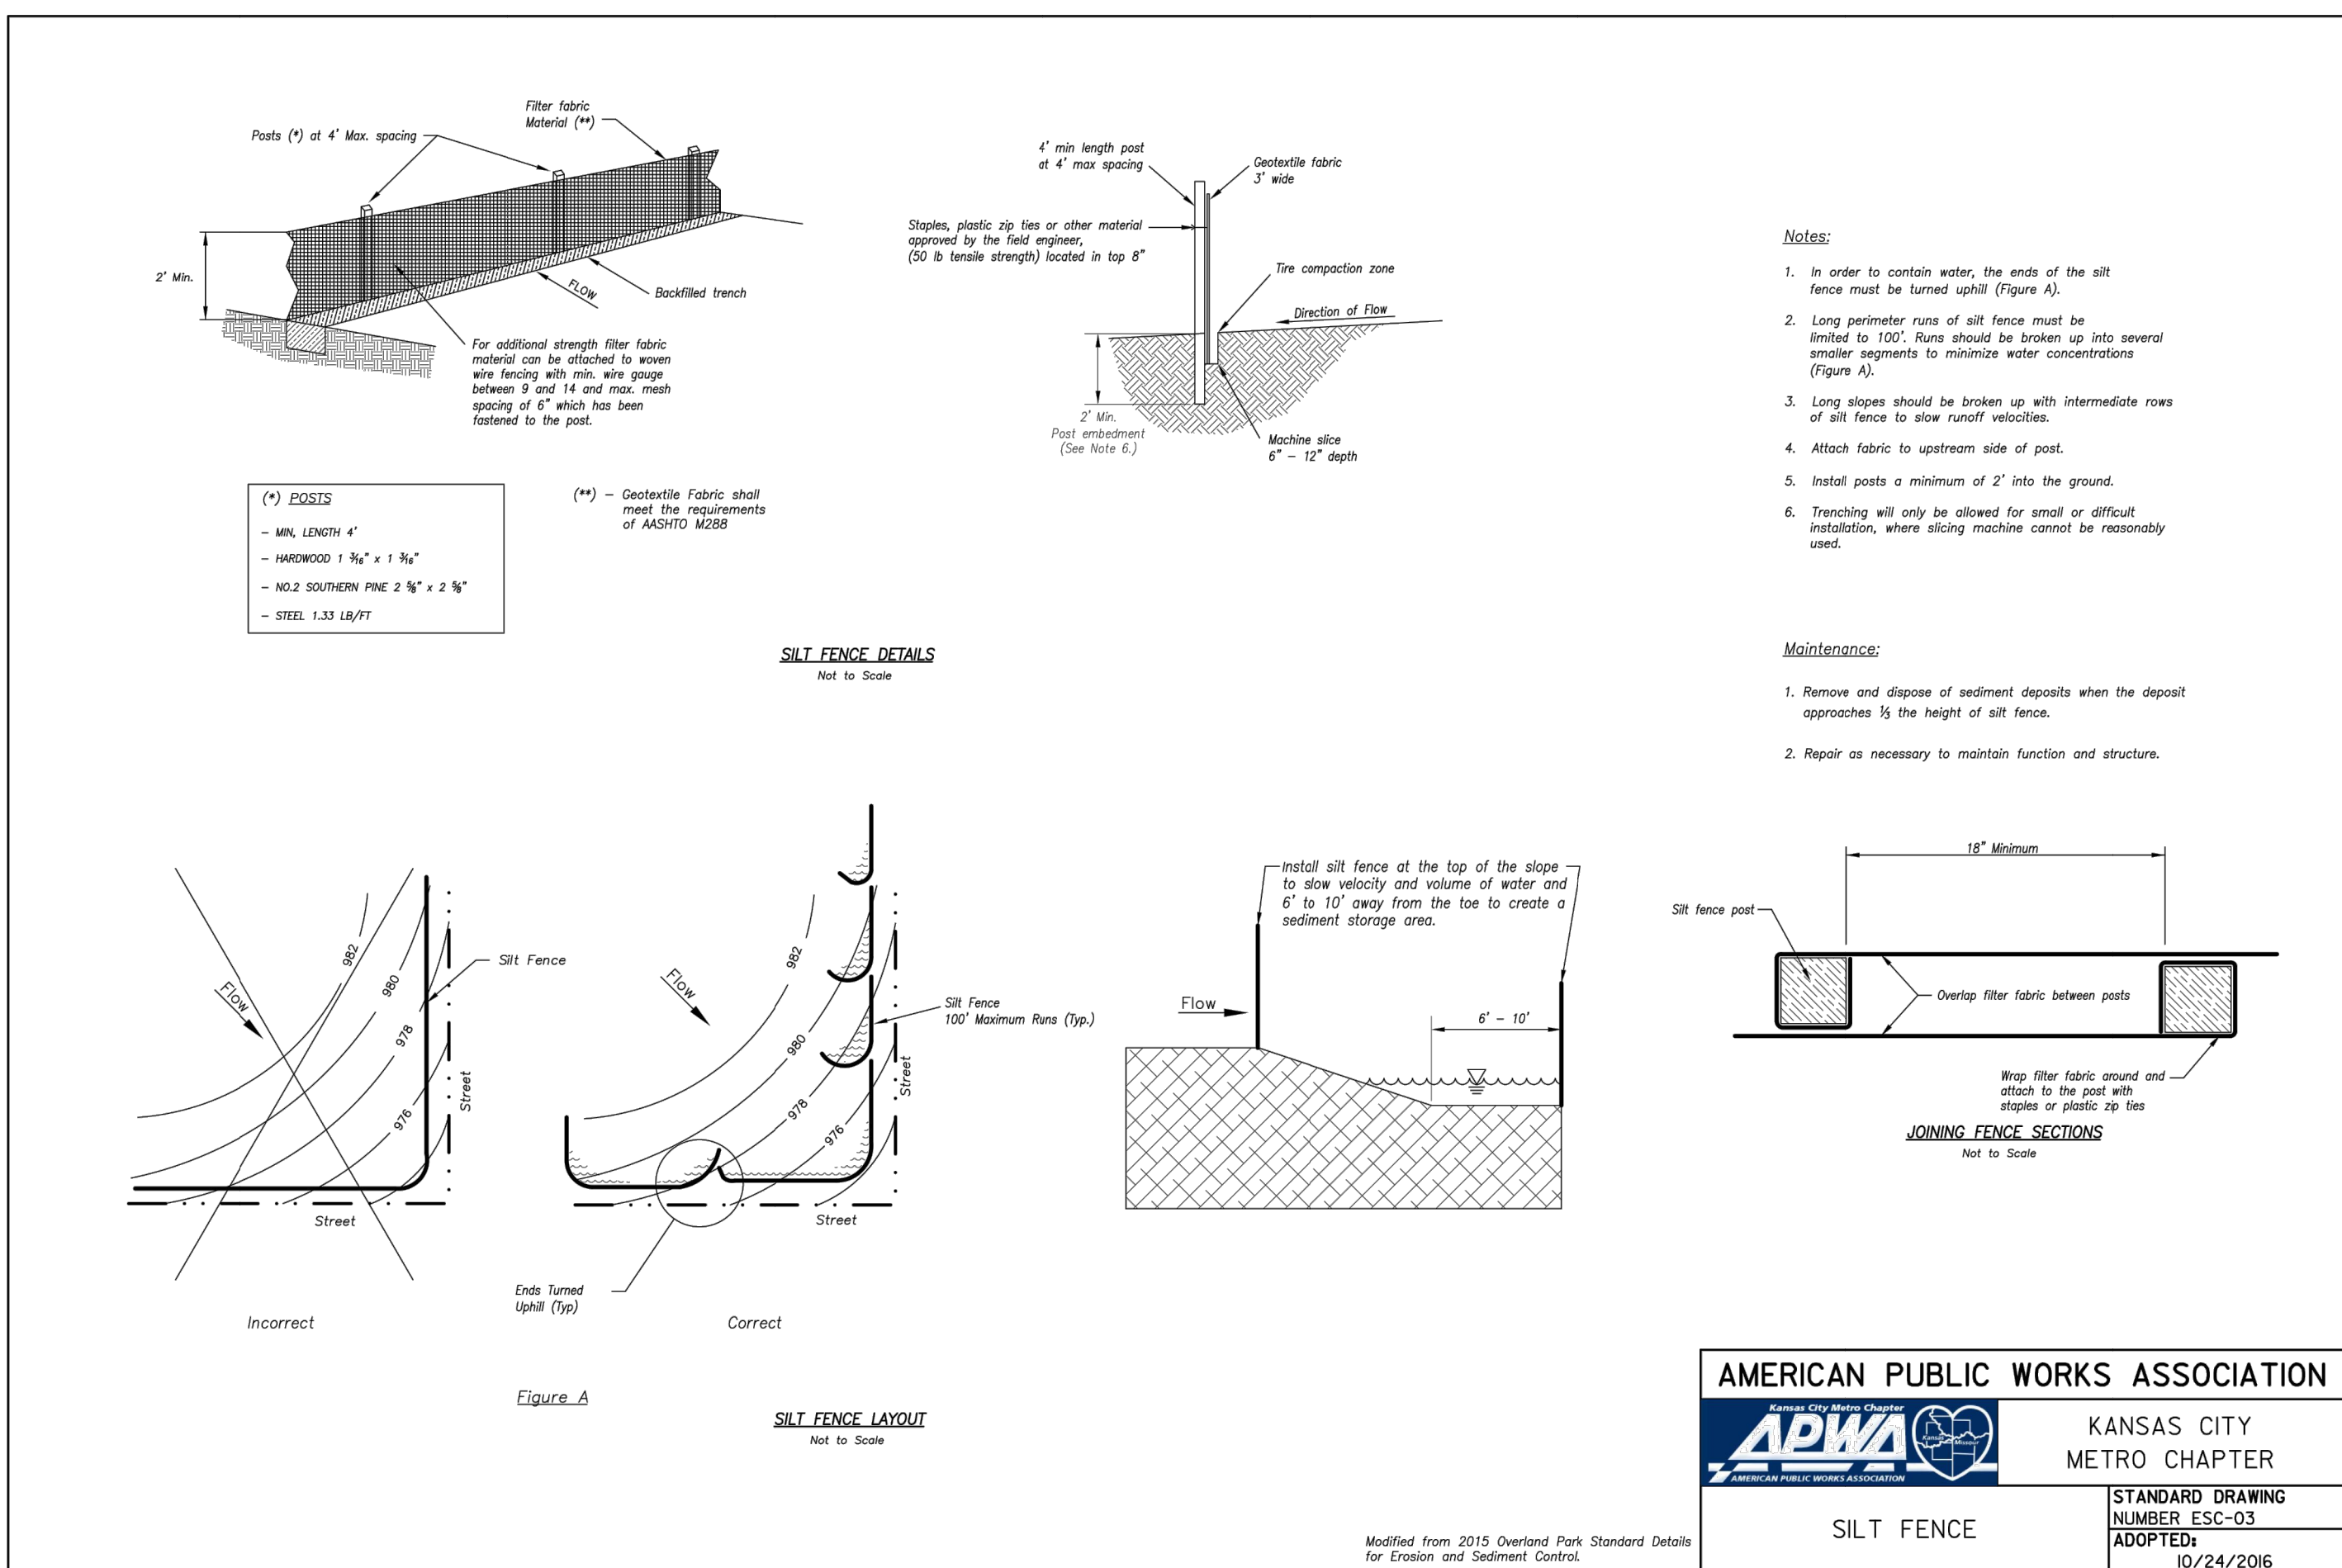 Filter fabric
Material (**)
Posts (*) at 4' Max. spacing
2' Min.
FLOW
Backfilled trench
For additional strength filter fabric
material can be attached to woven
wire fencing with min. wire gauge
between 9 and 14 and max. mesh
spacing of 6" which has been
fastened to the post.
4' min length post
at 4' max spacing
Geotextile fabric
3' wide
Staples, plastic zip ties or other material
approved by the field engineer,
(50 lb tensile strength) located in top 8"
Tire compaction zone
Direction of Flow
2' Min.
Post embedment
(See Note 6.)
Machine slice
6" – 12" depth
(*) POSTS
– MIN, LENGTH 4'
– HARDWOOD 1 3/16" x 1 3/16"
– NO.2 SOUTHERN PINE 2 5/8" x 2 5/8"
– STEEL 1.33 LB/FT
(**) – Geotextile Fabric shall
meet the requirements
of AASHTO M288
SILT FENCE DETAILS
Not to Scale
Notes:
1. In order to contain water, the ends of the silt
fence must be turned uphill (Figure A).
2. Long perimeter runs of silt fence must be
limited to 100'. Runs should be broken up into several
smaller segments to minimize water concentrations
(Figure A).
3. Long slopes should be broken up with intermediate rows
of silt fence to slow runoff velocities.
4. Attach fabric to upstream side of post.
5. Install posts a minimum of 2' into the ground.
6. Trenching will only be allowed for small or difficult
installation, where slicing machine cannot be reasonably
used.
Maintenance:
1. Remove and dispose of sediment deposits when the deposit
approaches 1/3 the height of silt fence.
2. Repair as necessary to maintain function and structure.
Flow
982
980
978
976
Silt Fence
Street
Street
Incorrect
Flow
982
980
978
976
Silt Fence
100' Maximum Runs (Typ.)
Street
Street
Ends Turned
Uphill (Typ)
Correct
Figure A
SILT FENCE LAYOUT
Not to Scale
Install silt fence at the top of the slope
to slow velocity and volume of water and
6' to 10' away from the toe to create a
sediment storage area.
Flow
6' – 10'
18" Minimum
Silt fence post
Overlap filter fabric between posts
Wrap filter fabric around and
attach to the post with
staples or plastic zip ties
JOINING FENCE SECTIONS
Not to Scale
Modified from 2015 Overland Park Standard Details
for Erosion and Sediment Control.
AMERICAN PUBLIC WORKS ASSOCIATION
Kansas City Metro Chapter
APWA
Kansas
Missouri
AMERICAN PUBLIC WORKS ASSOCIATION
KANSAS CITY
METRO CHAPTER
SILT FENCE
STANDARD DRAWING
NUMBER ESC-03
ADOPTED:
10/24/2016